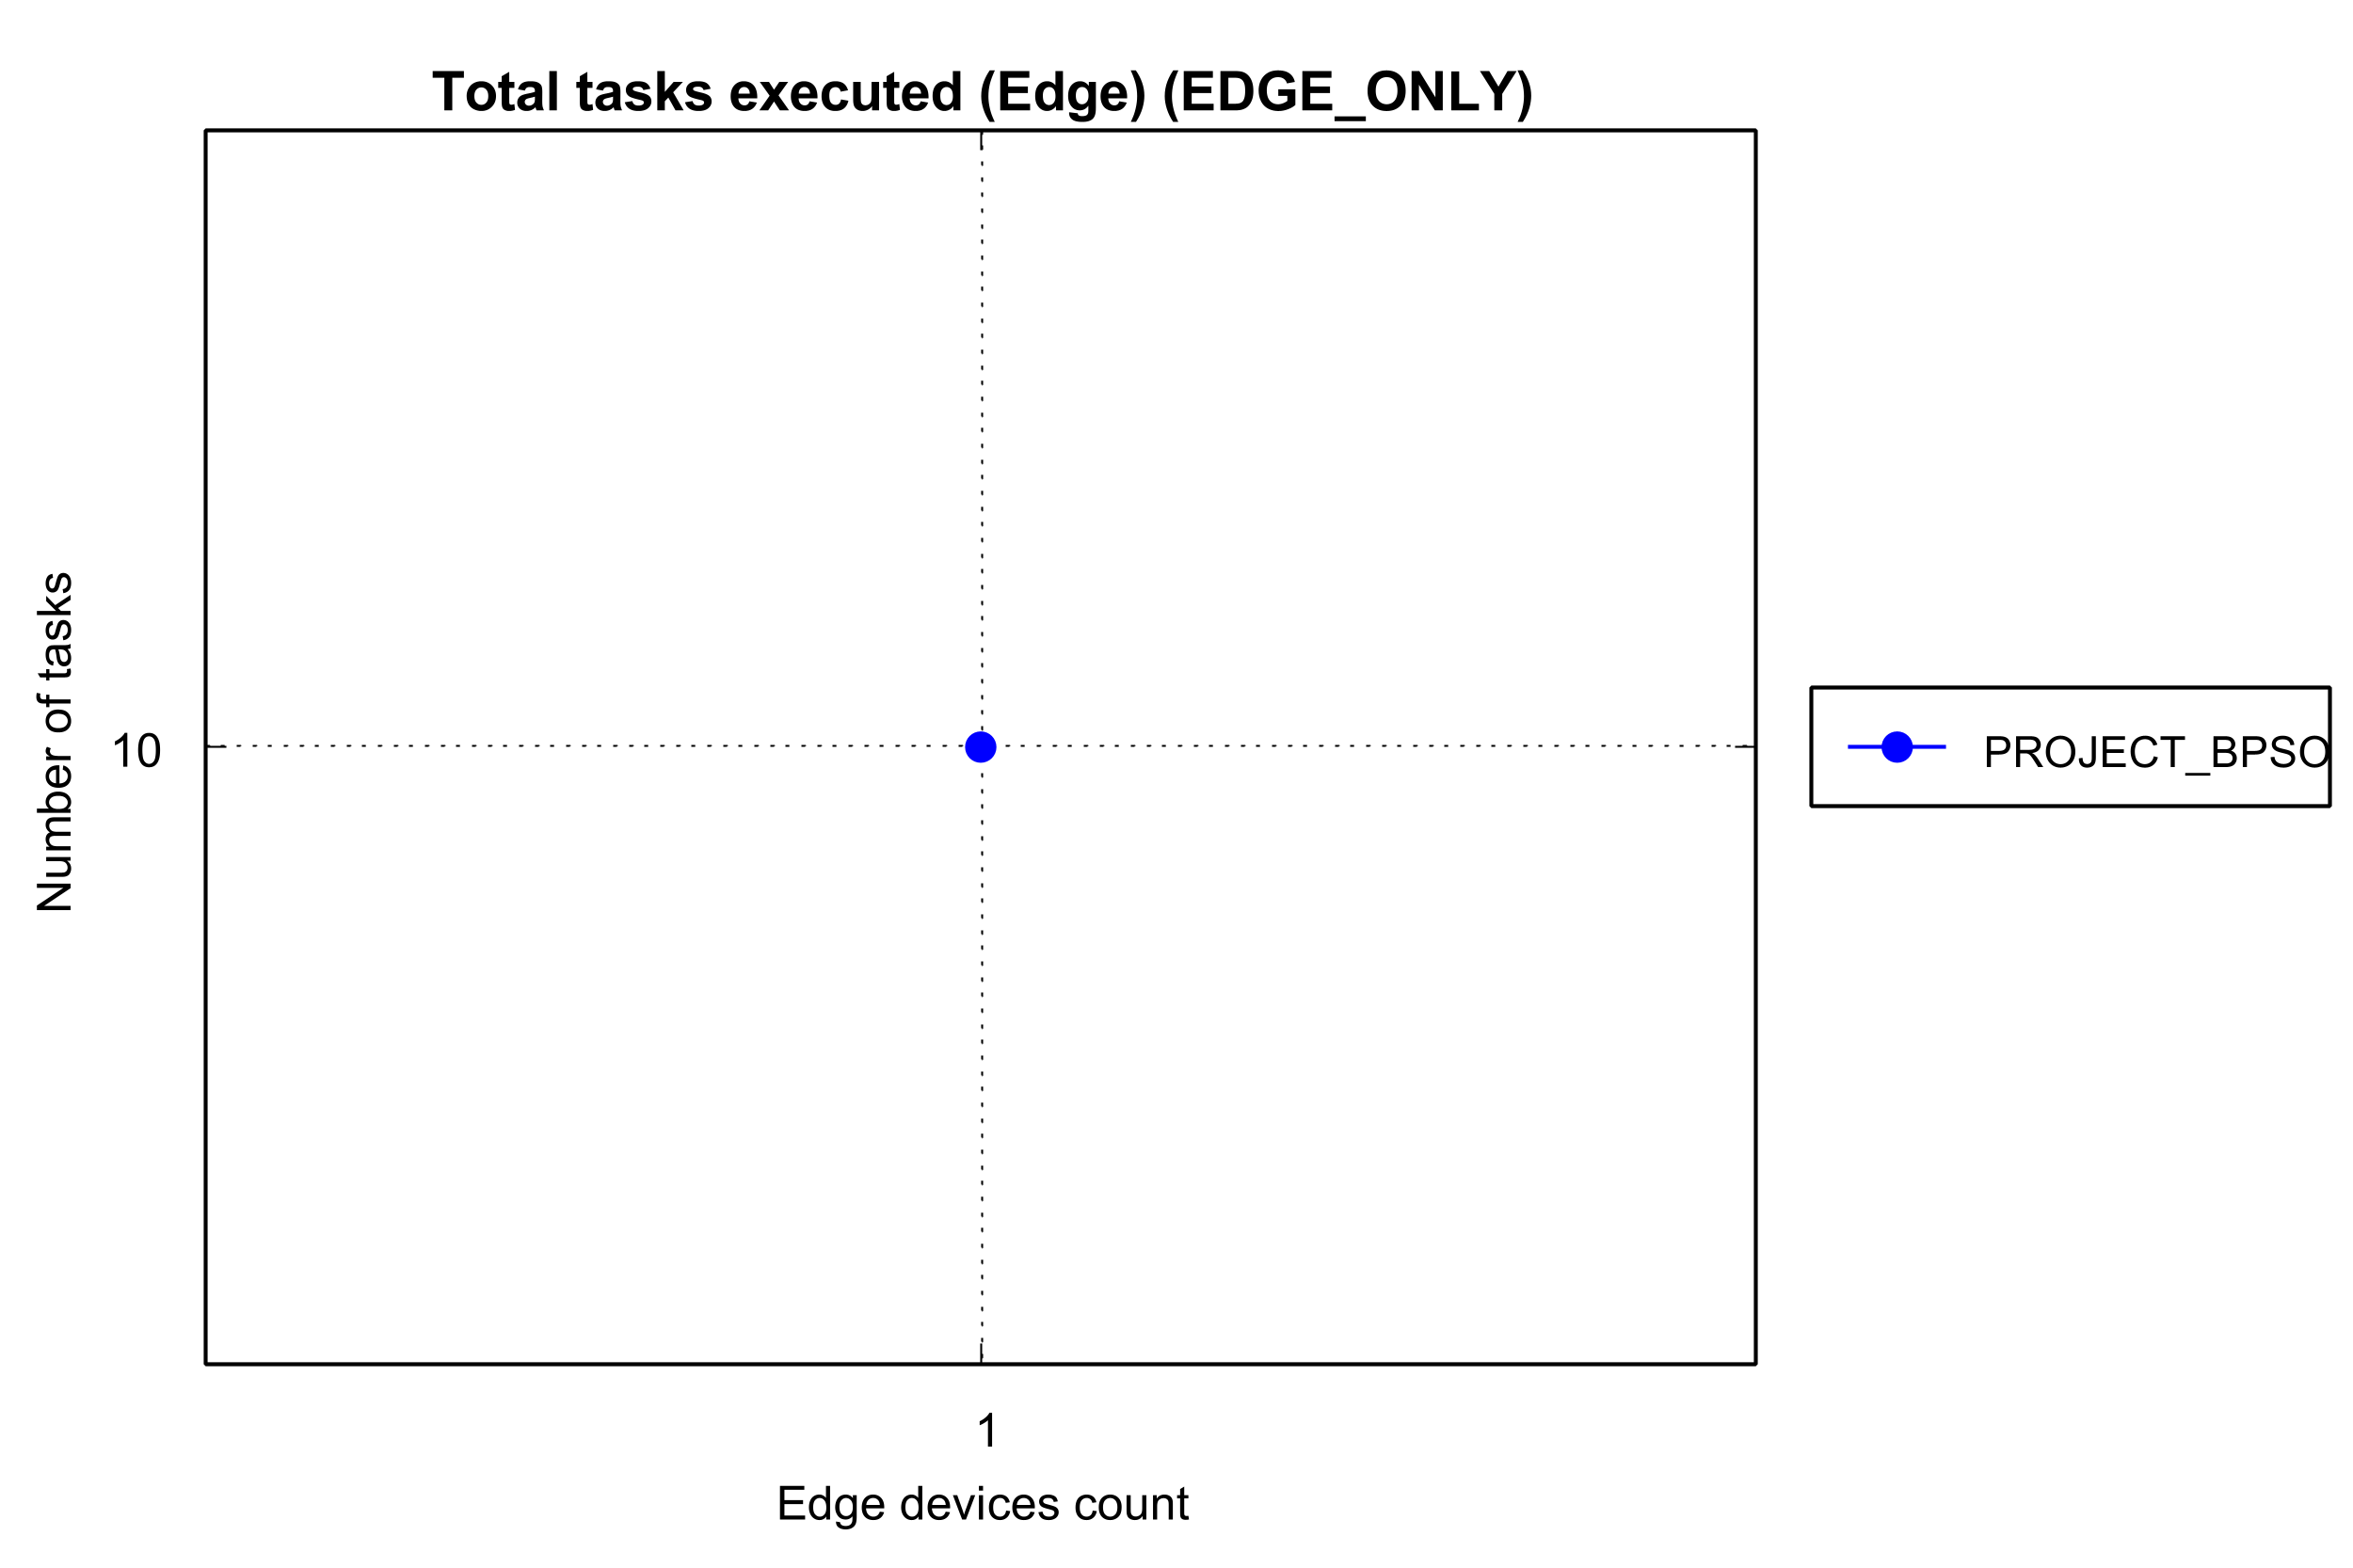 Total tasks executed (Edge) (EDGE_ONLY)
Number of tasks
10
PROJECT_BPSO
1
Edge devices count